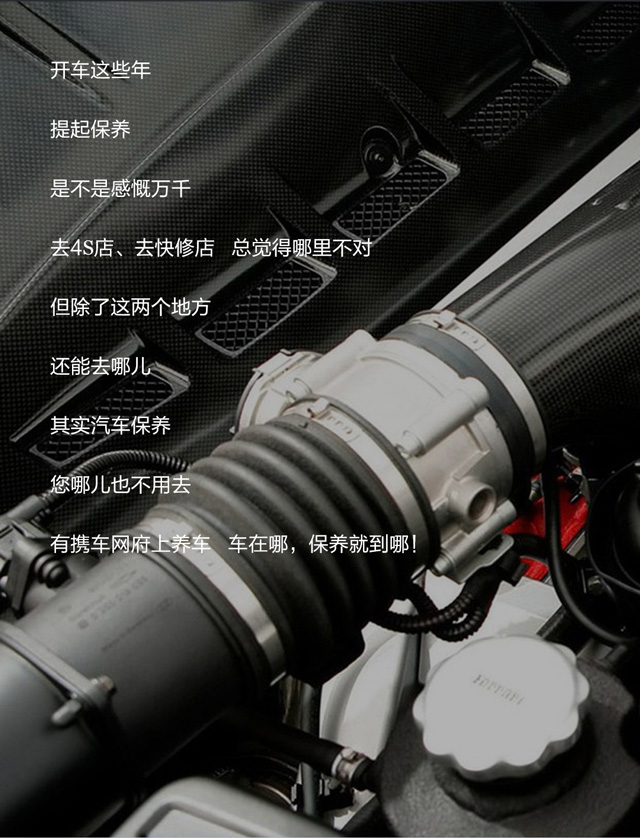 开车这些年
提起保养
是不是感慨万千
去4S店、去快修店 总觉得哪里不对
但除了这两个地方
还能去哪儿
其实汽车保养
您哪儿也不用去
有携车网府上养车 车在哪，保养就到哪！
Ferrari